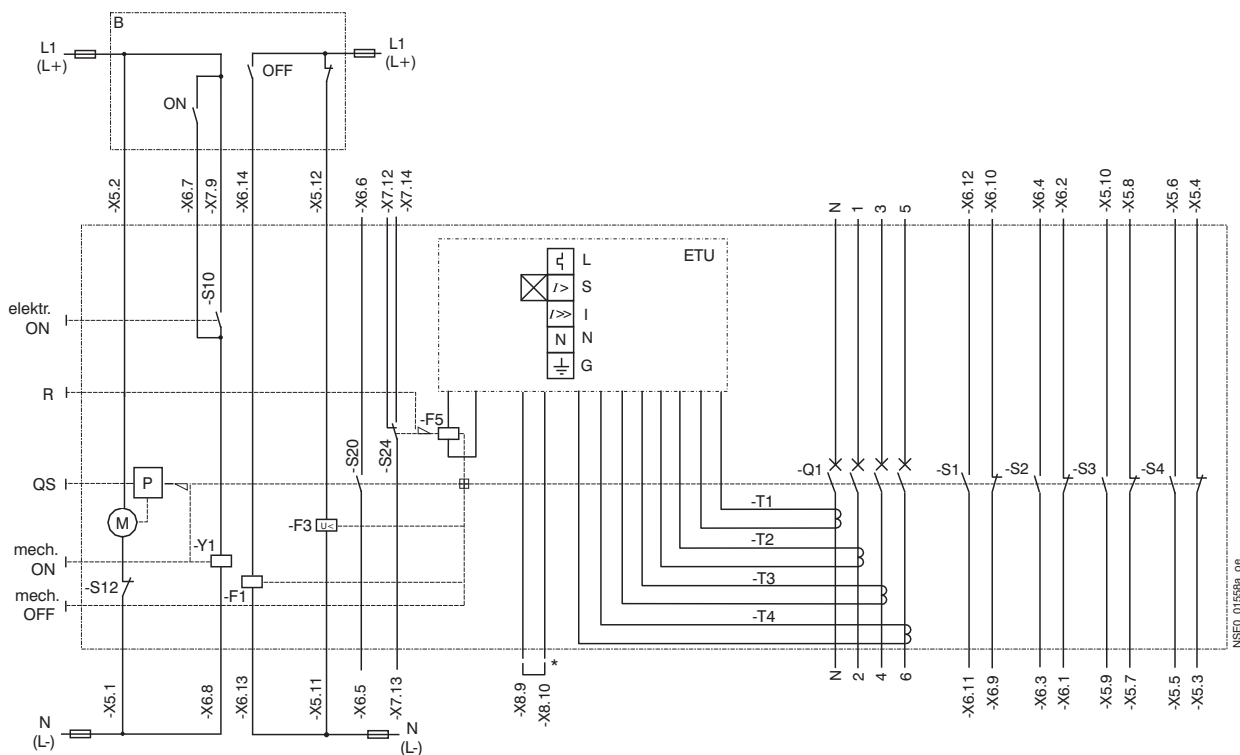 B
L1
(L+)
L1
(L+)
OFF
ON
-X5.2
-X6.7
-X7.9
-X6.14
-X5.12
-X6.6
-X7.12
-X7.14
N
1
3
5
-X6.12
-X6.10
-X6.4
-X6.2
-X5.10
-X5.8
-X5.6
-X5.4
ETU
L
I> S
I>> I
N N
G
-S10
elektr.
ON
R
-F5
-S20
-S24
-Q1
-S1
-S2
-S3
-S4
QS
P
M
-T1
-F3
U<
-T2
mech.
ON
-Y1
-S12
-F1
-T3
mech.
OFF
-T4
NSE0_01558a_ge
*
-X5.1
-X6.8
-X6.13
-X5.11
-X6.5
-X7.13
-X8.9
-X8.10
N
2
4
6
-X6.11
-X6.9
-X6.3
-X6.1
-X5.9
-X5.7
-X5.5
-X5.3
N
(L-)
N
(L-)